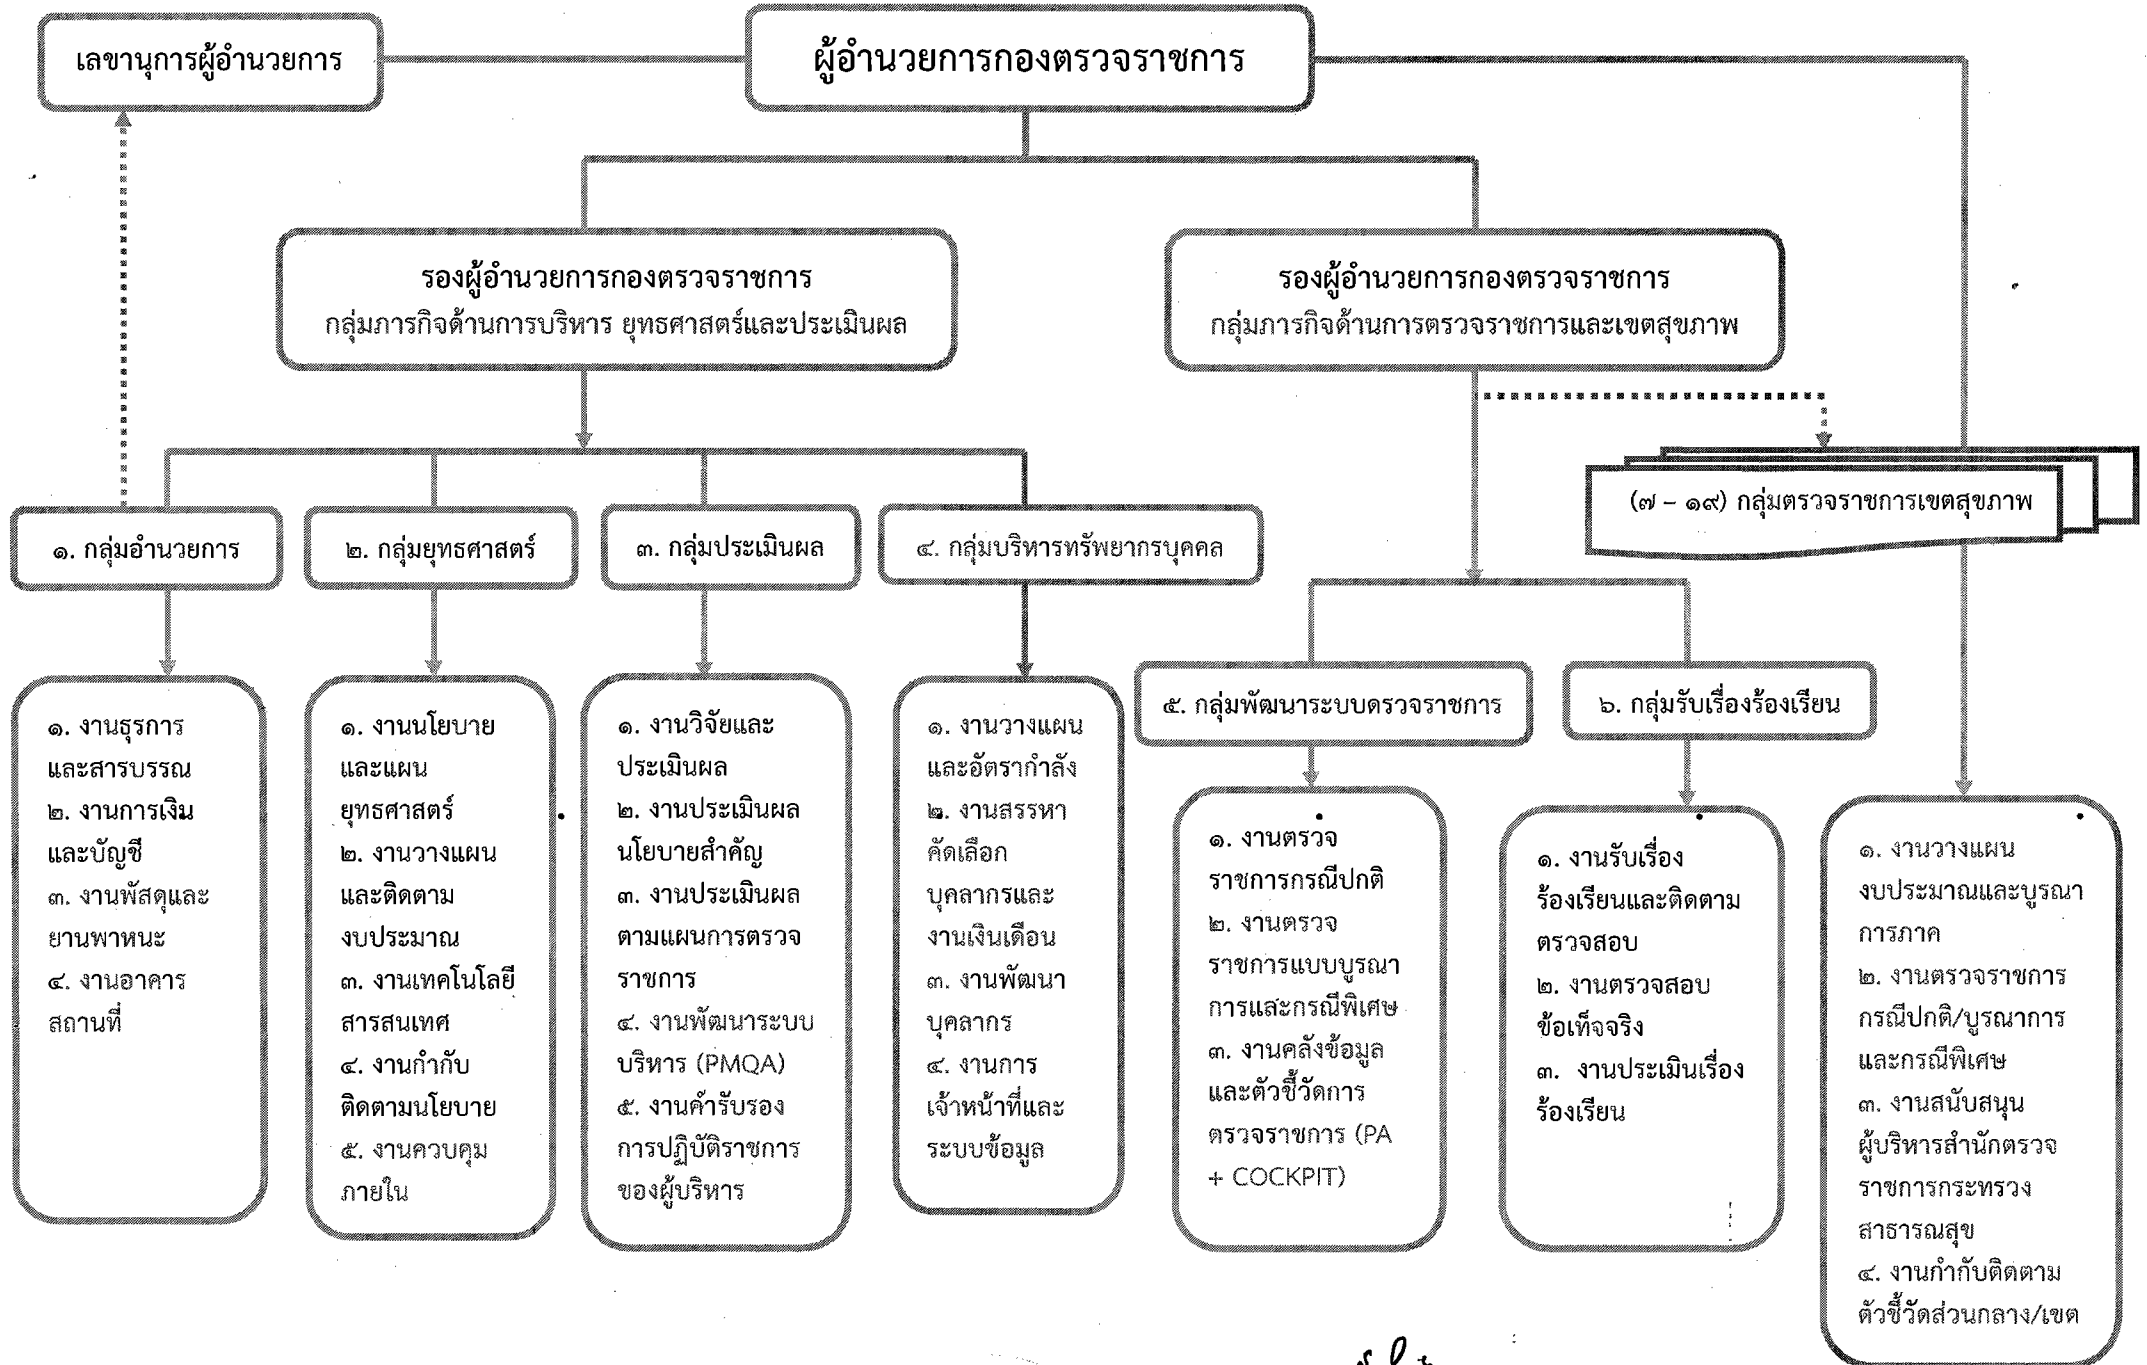 เลขานุการผู้อำนวยการ
ผู้อำนวยการกองตรวจราชการ
รองผู้อำนวยการกองตรวจราชการ
กลุ่มภารกิจด้านการบริหาร ยุทธศาสตร์และประเมินผล
รองผู้อำนวยการกองตรวจราชการ
กลุ่มภารกิจด้านการตรวจราชการและเขตสุขภาพ
(๗ – ๑๙) กลุ่มตรวจราชการเขตสุขภาพ
๑. กลุ่มอำนวยการ
๒. กลุ่มยุทธศาสตร์
๓. กลุ่มประเมินผล
๔. กลุ่มบริหารทรัพยากรบุคคล
๕. กลุ่มพัฒนาระบบตรวจราชการ
๖. กลุ่มรับเรื่องร้องเรียน
๑. งานธุรการ
และสารบรรณ
๒. งานการเงิน
และบัญชี
๓. งานพัสดุและ
ยานพาหนะ
๔. งานอาคาร
สถานที่
๑. งานนโยบาย
และแผน
ยุทธศาสตร์
๒. งานวางแผน
และติดตาม
งบประมาณ
๓. งานเทคโนโลยี
สารสนเทศ
๔. งานกำกับ
ติดตามนโยบาย
๕. งานควบคุม
ภายใน
๑. งานวิจัยและ
ประเมินผล
๒. งานประเมินผล
นโยบายสำคัญ
๓. งานประเมินผล
ตามแผนการตรวจ
ราชการ
๔. งานพัฒนาระบบ
บริหาร (PMQA)
๕. งานคำรับรอง
การปฏิบัติราชการ
ของผู้บริหาร
๑. งานวางแผน
และอัตรากำลัง
๒. งานสรรหา
คัดเลือก
บุคลากรและ
งานเงินเดือน
๓. งานพัฒนา
บุคลากร
๔. งานการ
เจ้าหน้าที่และ
ระบบข้อมูล
๑. งานตรวจ
ราชการกรณีปกติ
๒. งานตรวจ
ราชการแบบบูรณา
การและกรณีพิเศษ
๓. งานคลังข้อมูล
และตัวชี้วัดการ
ตรวจราชการ (PA
+ COCKPIT)
๑. งานรับเรื่อง
ร้องเรียนและติดตาม
ตรวจสอบ
๒. งานตรวจสอบ
ข้อเท็จจริง
๓. งานประเมินเรื่อง
ร้องเรียน
๑. งานวางแผน
งบประมาณและบูรณา
การภาค
๒. งานตรวจราชการ
กรณีปกติ/บูรณาการ
และกรณีพิเศษ
๓. งานสนับสนุน
ผู้บริหารสำนักตรวจ
ราชการกระทรวง
สาธารณสุข
๔. งานกำกับติดตาม
ตัวชี้วัดส่วนกลาง/เขต